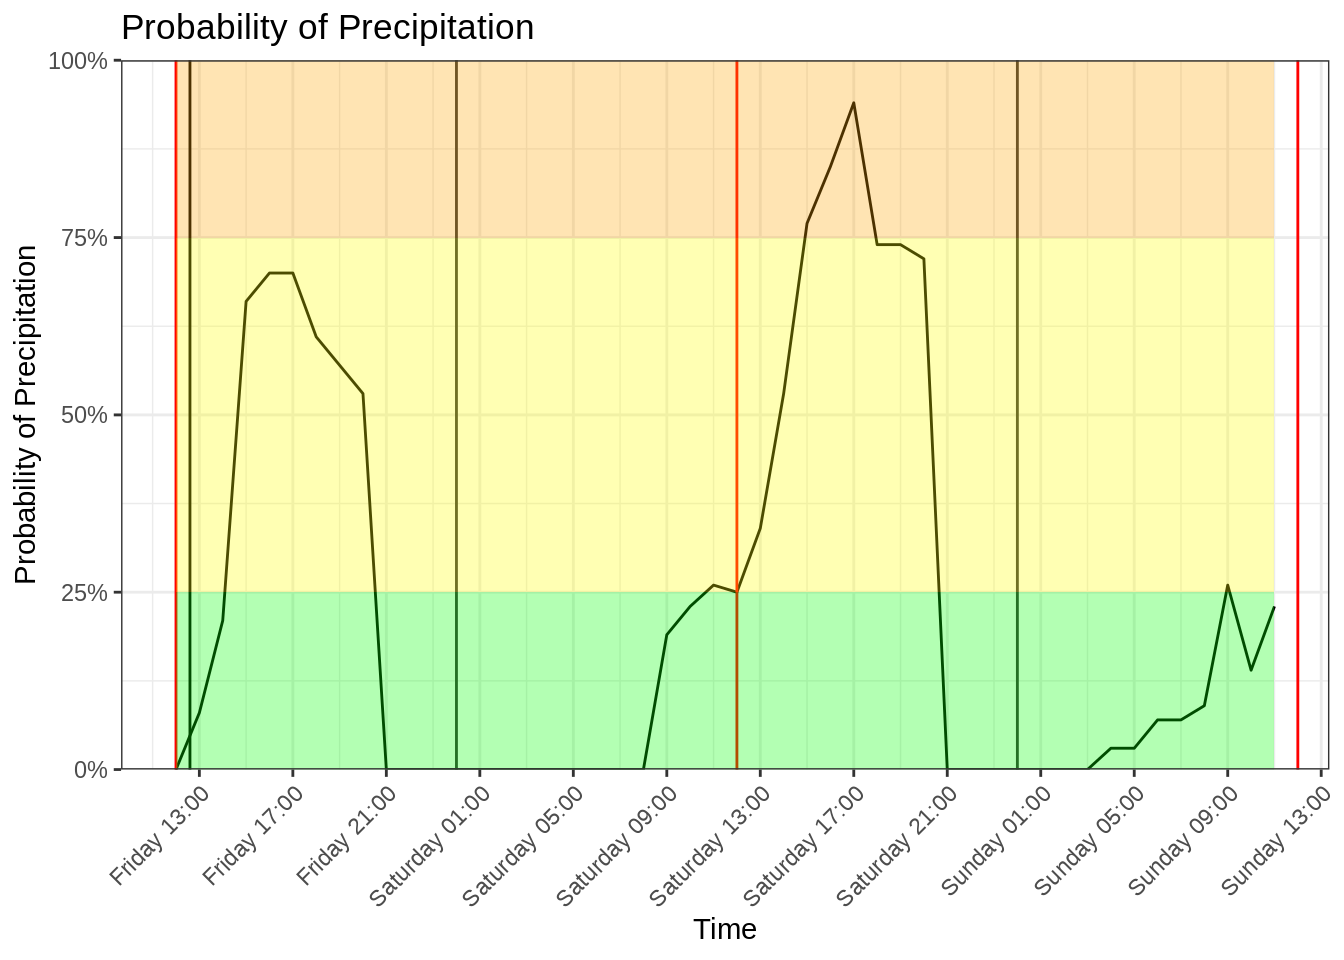 Probability of Precipitation
Probability of Precipitation
100%
75%
50%
25%
0%
Friday 13:00
Friday 17:00
Friday 21:00
Saturday 01:00
Saturday 05:00
Saturday 09:00
Saturday 13:00
Saturday 17:00
Saturday 21:00
Sunday 01:00
Sunday 05:00
Sunday 09:00
Sunday 13:00
Time